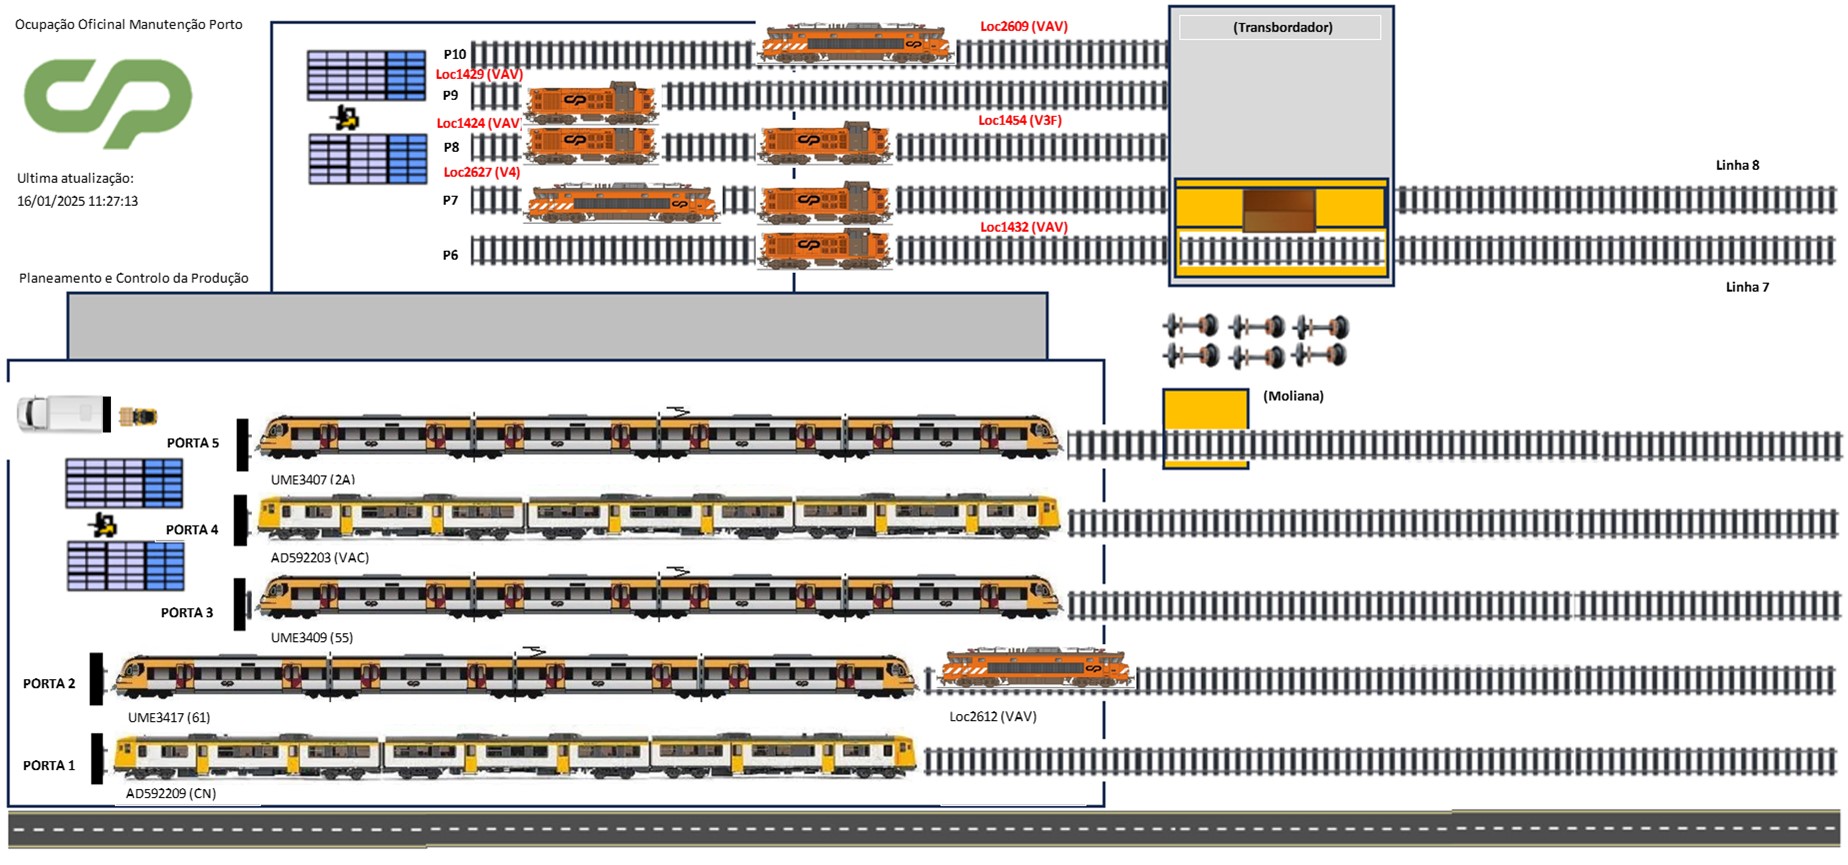 Ocupação Oficinal Manutenção Porto
Loc2609 (VAV)
(Transbordador)
P10
Loc1429 (VAV)
P9
Loc1424 (VAV)
Loc1454 (V3F)
P8
Ultima atualização:
16/01/2025 11:27:13
Loc2627 (V4)
Linha 8
P7
Loc1432 (VAV)
P6
Planeamento e Controlo da Produção
Linha 7
(Moliana)
PORTA 5
UME3407 (2A)
PORTA 4
AD592203 (VAC)
PORTA 3
UME3409 (55)
PORTA 2
UME3417 (61)
Loc2612 (VAV)
PORTA 1
AD592209 (CN)